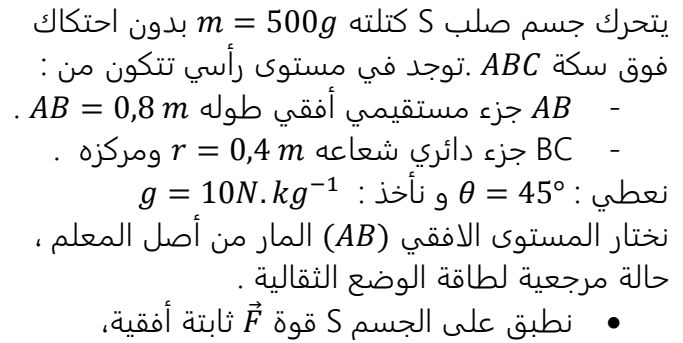 يتحرك جسم صلب S كتلته m = 500g بدون احتكاك
فوق سكة ABC .توجد في مستوى رأسي تتكون من :
- AB جزء مستقيمي أفقي طوله AB = 0,8 m .
- BC جزء دائري شعاعه r = 0,4 m ومركزه .
نعطي : θ = 45° و نأخذ : g = 10N.kg⁻¹
نختار المستوى الافقي (AB) المار من أصل المعلم ،
حالة مرجعية لطاقة الوضع الثقالية .
• نطبق على الجسم S قوة F⃗ ثابتة أفقية،